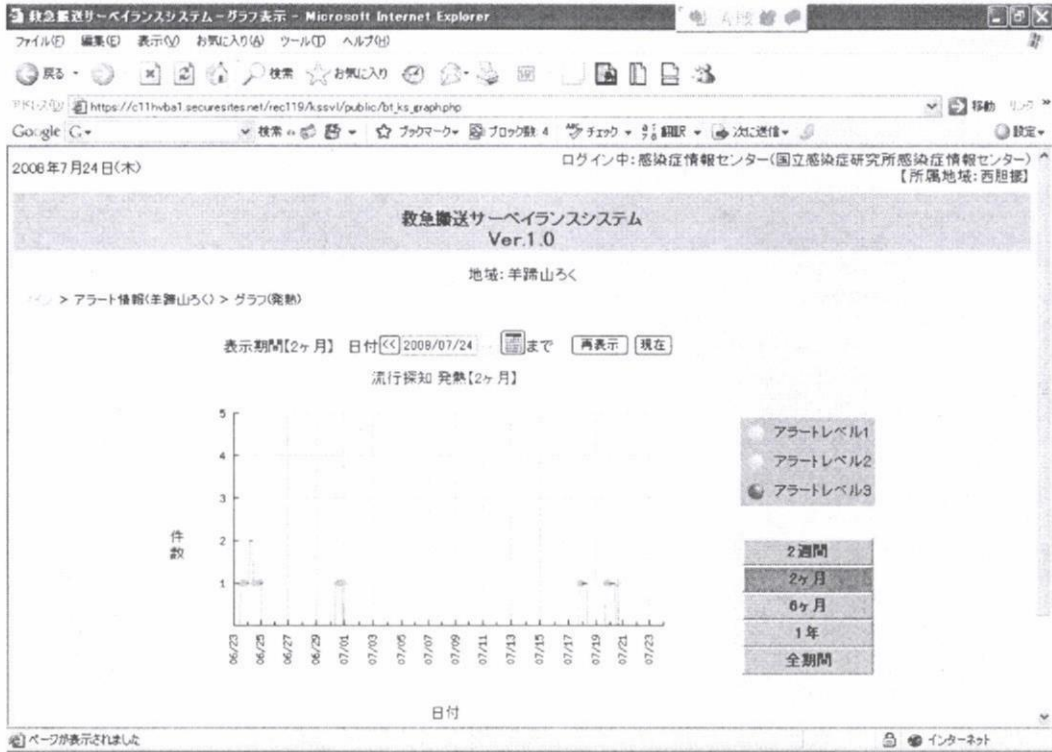 救急搬送サーベイランスシステム - グラフ表示 - Microsoft Internet Explorer
ファイル(F) 編集(E) 表示(V) お気に入り(A) ツール(T) ヘルプ(H)
戻る 検索 お気に入り
https://c11hvba1.securesites.net/rec119/kssvl/public/bt_ks_graph.php 移動
Google 検索 ブックマーク ブロック数 4 チェック 翻訳 次に送信 設定
2008年7月24日(木)
ログイン中:感染症情報センター(国立感染症研究所感染症情報センター)
【所属地域:西胆振】
救急搬送サーベイランスシステム
Ver.1.0
地域:羊蹄山ろく
> アラート情報(羊蹄山ろく) > グラフ(発熱)
表示期間【2ヶ月】 日付 << 2008/07/24 まで 再表示 現在
流行探知 発熱【2ヶ月】
5
4
3
2
1
件数
06/23 06/25 06/27 06/29 07/01 07/03 07/05 07/07 07/09 07/11 07/13 07/15 07/17 07/19 07/21 07/23
日付
アラートレベル1
アラートレベル2
アラートレベル3
2週間
2ヶ月
6ヶ月
1年
全期間
ページが表示されました インターネット